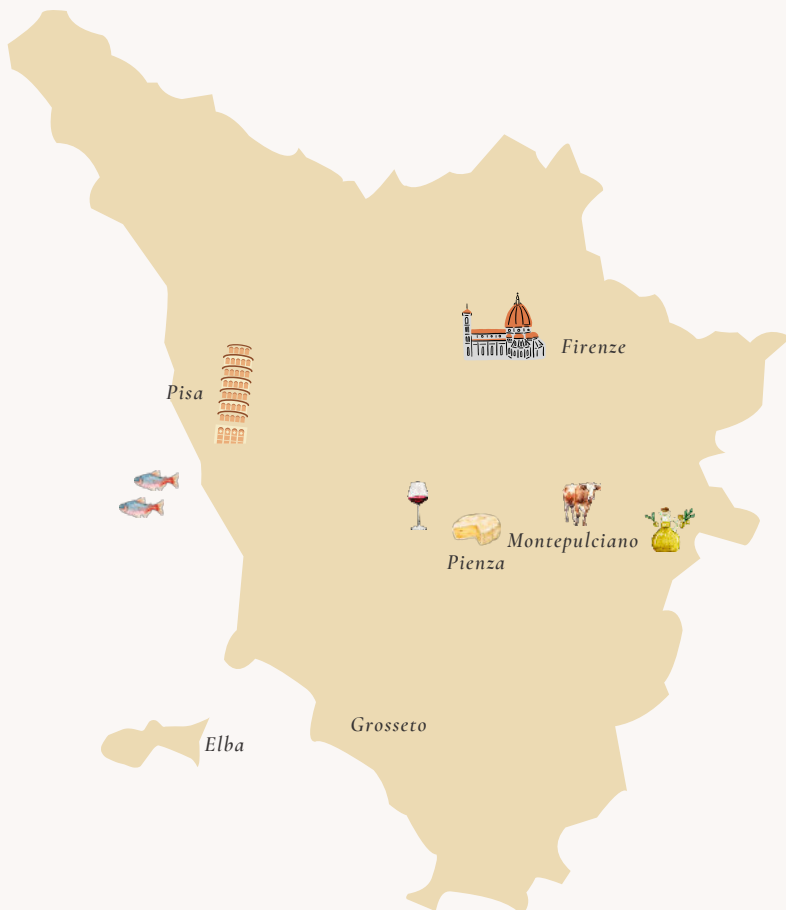 Firenze
Pisa
Montepulciano
Pienza
Grosseto
Elba